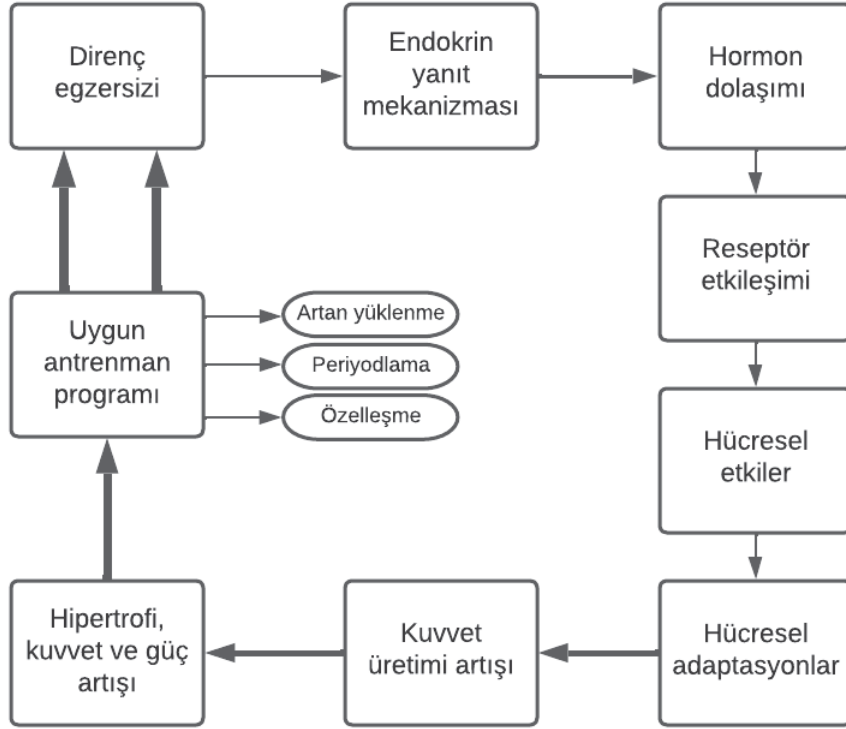 Direnç
egzersizi
Endokrin
yanıt
mekanizması
Hormon
dolaşımı
Reseptör
etkileşimi
Hücresel
etkiler
Hücresel
adaptasyonlar
Kuvvet
üretimi artışı
Hipertrofi,
kuvvet ve güç
artışı
Uygun
antrenman
programı
Artan yüklenme
Periyodlama
Özelleşme